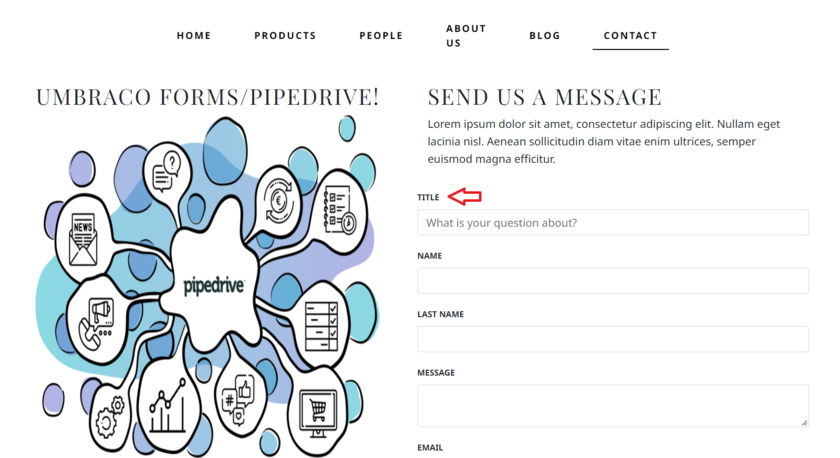 HOME
PRODUCTS
PEOPLE
ABOUT
US
BLOG
CONTACT
UMBRACO FORMS/PIPEDRIVE!
NEWS
?
€
A
pipedrive
#
SEND US A MESSAGE
Lorem ipsum dolor sit amet, consectetur adipiscing elit. Nullam eget
lacinia nisl. Aenean sollicitudin diam vitae enim ultrices, semper
euismod magna efficitur.
TITLE
What is your question about?
NAME
LAST NAME
MESSAGE
EMAIL